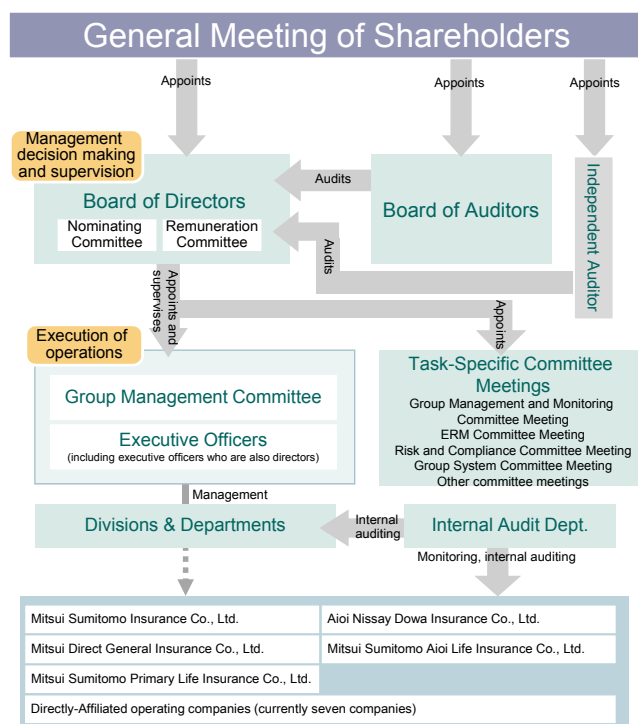 General Meeting of Shareholders
Appoints
Appoints
Appoints
Management
decision making
and supervision
Board of Directors
Nominating
Committee
Remuneration
Committee
Audits
Board of Auditors
Independent Auditor
Audits
Appoints and
supervises
Appoints
Execution of
operations
Group Management Committee
Executive Officers
(including executive officers who are also directors)
Task-Specific Committee
Meetings
Group Management and Monitoring
Committee Meeting
ERM Committee Meeting
Risk and Compliance Committee Meeting
Group System Committee Meeting
Other committee meetings
Management
Divisions & Departments
Internal
auditing
Internal Audit Dept.
Monitoring, internal auditing
Mitsui Sumitomo Insurance Co., Ltd.
Aioi Nissay Dowa Insurance Co., Ltd.
Mitsui Direct General Insurance Co., Ltd.
Mitsui Sumitomo Aioi Life Insurance Co., Ltd.
Mitsui Sumitomo Primary Life Insurance Co., Ltd.
Directly-Affiliated operating companies (currently seven companies)